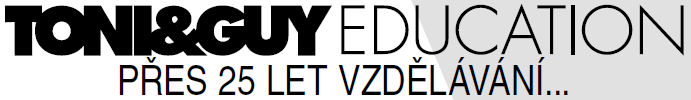 TONI&GUY EDUCATION
PŘES 25 LET VZDĚLÁVÁNÍ...